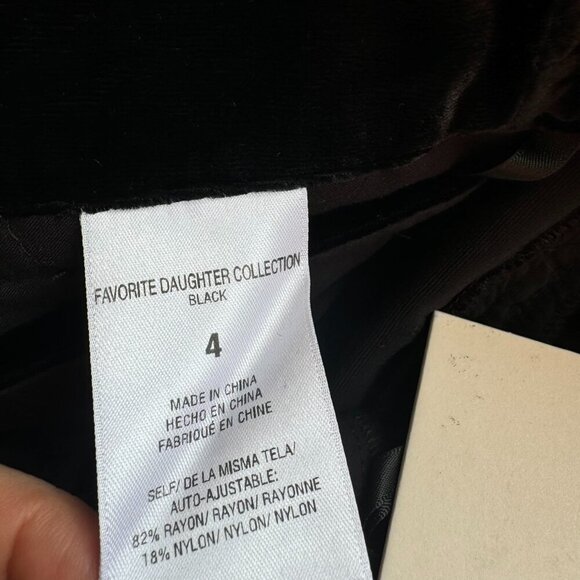 FAVORITE DAUGHTER COLLECTION
BLACK
4
MADE IN CHINA
HECHO EN CHINA
FABRIQUÉ EN CHINE
SELF/ DE LA MISMA TELA/
AUTO-AJUSTABLE:
82% RAYON/ RAYON/ RAYONNE
18% NYLON/ NYLON/ NYLON